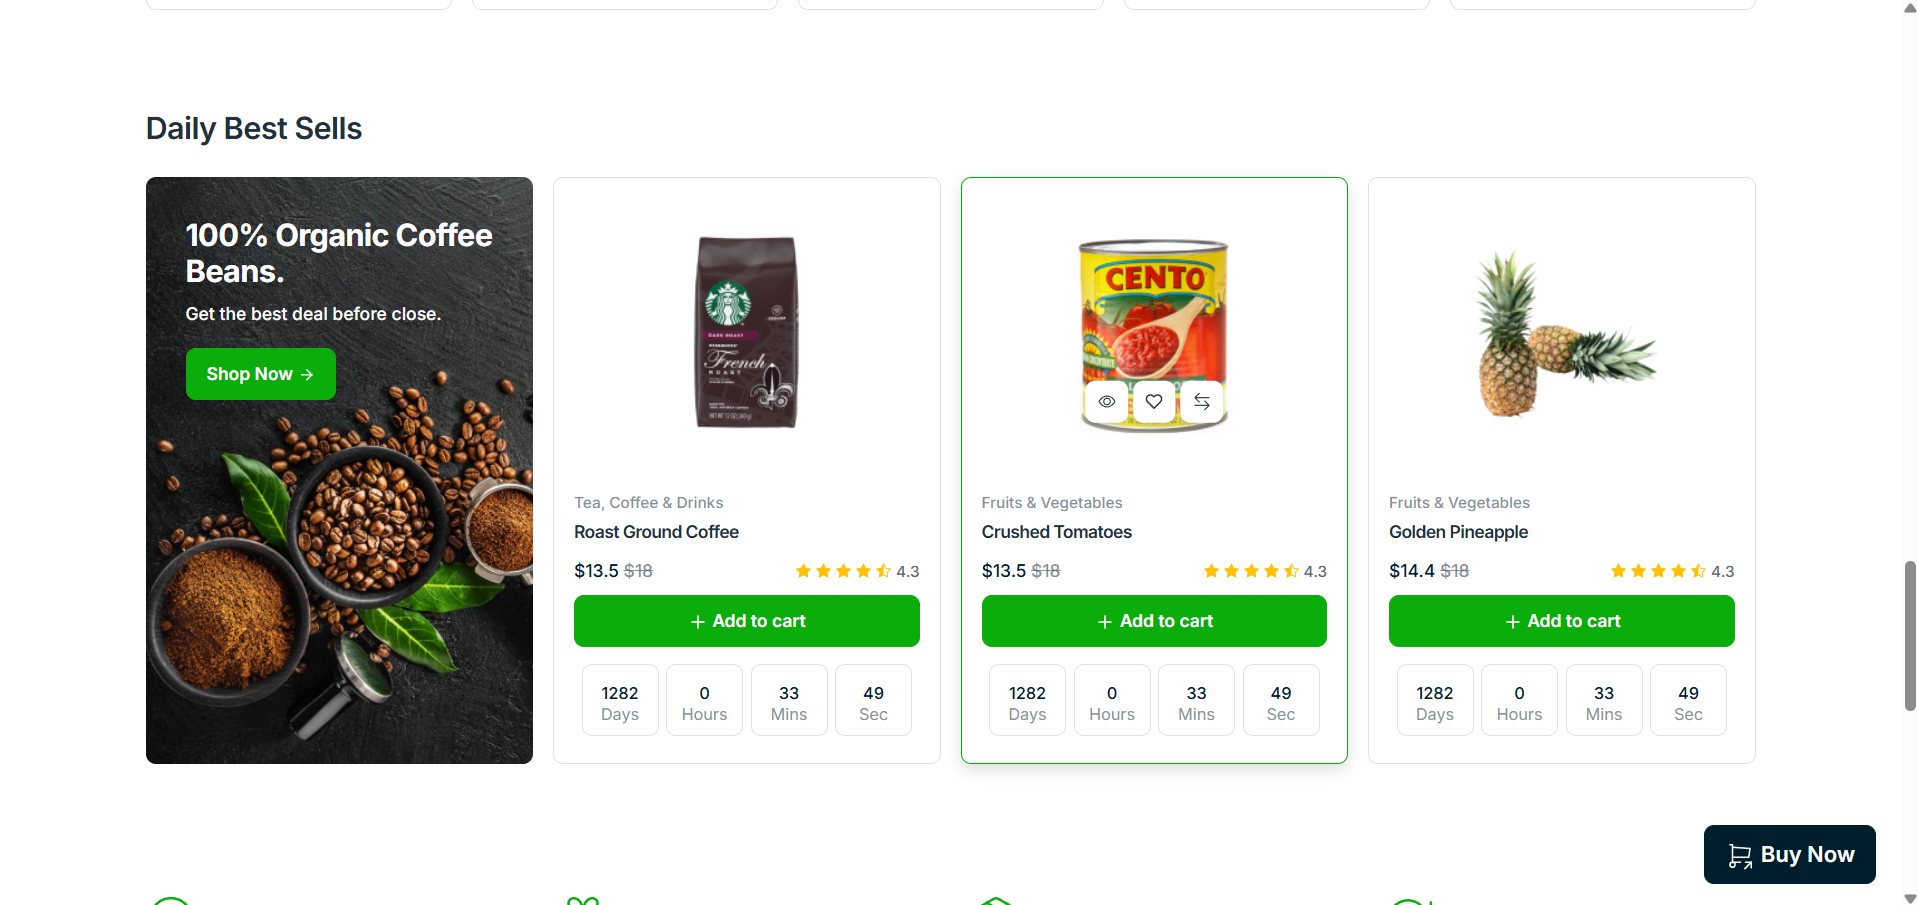 Daily Best Sells
100% Organic Coffee
Beans.
Get the best deal before close.
Shop Now
DARK ROAST
French
ROAST
Tea, Coffee & Drinks
Roast Ground Coffee
$13.5 $18
4.3
Add to cart
1282 0 33 49
Days Hours Mins Sec
CENTO
Fruits & Vegetables
Crushed Tomatoes
$13.5 $18
4.3
Add to cart
1282 0 33 49
Days Hours Mins Sec
Fruits & Vegetables
Golden Pineapple
$14.4 $18
4.3
Add to cart
1282 0 33 49
Days Hours Mins Sec
Buy Now